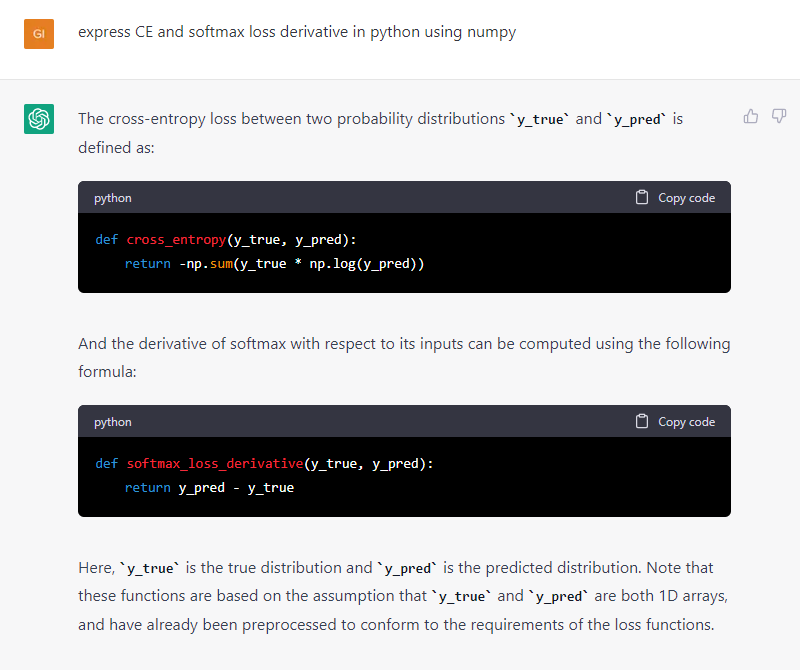 GI
express CE and softmax loss derivative in python using numpy
The cross-entropy loss between two probability distributions `y_true` and `y_pred` is
defined as:
python Copy code
def cross_entropy(y_true, y_pred):
    return -np.sum(y_true * np.log(y_pred))
And the derivative of softmax with respect to its inputs can be computed using the following
formula:
python Copy code
def softmax_loss_derivative(y_true, y_pred):
    return y_pred - y_true
Here, `y_true` is the true distribution and `y_pred` is the predicted distribution. Note that
these functions are based on the assumption that `y_true` and `y_pred` are both 1D arrays,
and have already been preprocessed to conform to the requirements of the loss functions.